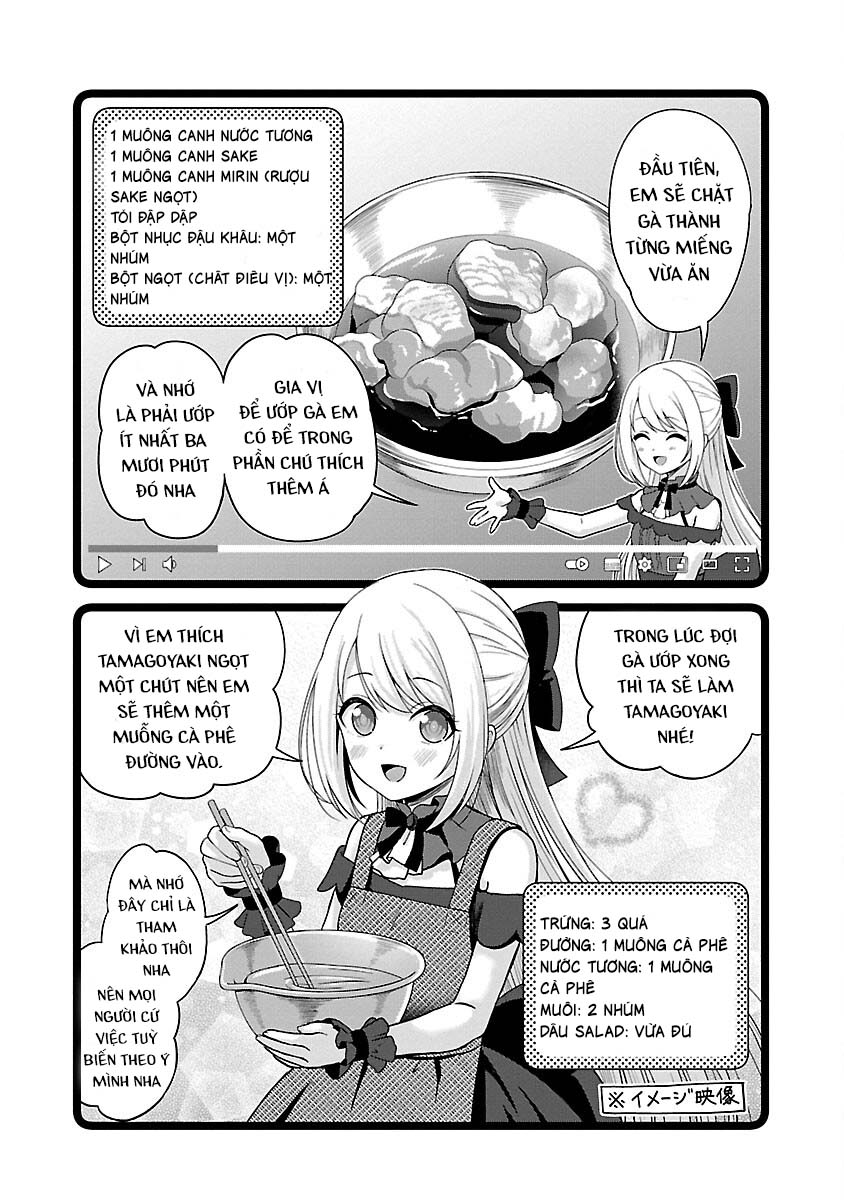 1 MUÔNG CANH NƯỚC TƯƠNG
1 MUÔNG CANH SAKE
1 MUÔNG CANH MIRIN (RƯỢU
SAKE NGỌT)
TỎI ĐẬP DẬP
BỘT NHỤC ĐẬU KHẤU: MỘT
NHÚM
BỘT NGỌT (CHẤT ĐIỀU VỊ): MỘT
NHÚM
ĐẦU TIÊN,
EM SẼ CHẶT
GÀ THÀNH
TỪNG MIẾNG
VỪA ĂN
GIA VỊ
ĐỂ ƯỚP GÀ EM
CÓ ĐỂ TRONG
PHẦN CHÚ THÍCH
THÊM Á
VÀ NHỚ
LÀ PHẢI ƯỚP
ÍT NHẤT BA
MƯƠI PHÚT
ĐÓ NHA
TRONG LÚC ĐỢI
GÀ ƯỚP XONG
THÌ TA SẼ LÀM
TAMAGOYAKI
NHÉ!
VÌ EM THÍCH
TAMAGOYAKI NGỌT
MỘT CHÚT NÊN EM
SẼ THÊM MỘT
MUỖNG CÀ PHÊ
ĐƯỜNG VÀO.
MÀ NHỚ
ĐÂY CHỈ LÀ
THAM
KHẢO THÔI
NHA
NÊN MỌI
NGƯỜI CỨ
VIỆC TUỲ
BIẾN THEO Ý
MÌNH NHA
TRỨNG: 3 QUẢ
ĐƯỜNG: 1 MUÔNG CÀ PHÊ
NƯỚC TƯƠNG: 1 MUÔNG
CÀ PHÊ
MUỐI: 2 NHÚM
DẦU SALAD: VỪA ĐỦ
※イメージ映像